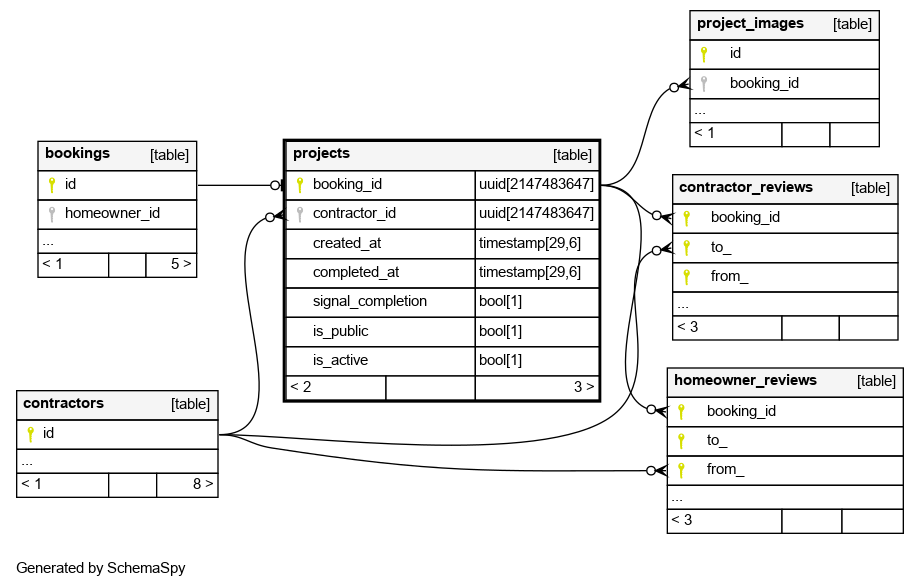 project_images [table]
id
booking_id
...
< 1
bookings [table]
id
homeowner_id
...
< 1 5 >
projects [table]
booking_id uuid[2147483647]
contractor_id uuid[2147483647]
created_at timestamp[29,6]
completed_at timestamp[29,6]
signal_completion bool[1]
is_public bool[1]
is_active bool[1]
< 2 3 >
contractor_reviews [table]
booking_id
to_
from_
...
< 3
contractors [table]
id
...
< 1 8 >
homeowner_reviews [table]
booking_id
to_
from_
...
< 3
Generated by SchemaSpy